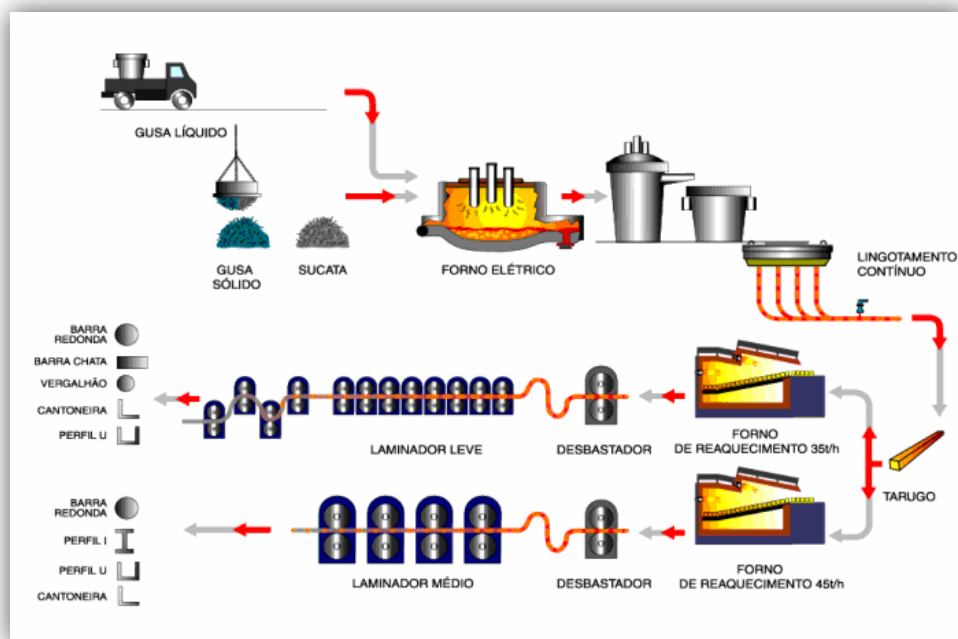 GUSA LÍQUIDO
GUSA
SÓLIDO
SUCATA
FORNO ELÉTRICO
LINGOTAMENTO
CONTÍNUO
BARRA
REDONDA
BARRA CHATA
VERGALHÃO
CANTONEIRA
PERFIL U
LAMINADOR LEVE
DESBASTADOR
FORNO
DE REAQUECIMENTO 35t/h
TARUGO
BARRA
REDONDA
PERFIL I
PERFIL U
CANTONEIRA
LAMINADOR MÉDIO
DESBASTADOR
FORNO
DE REAQUECIMENTO 45t/h